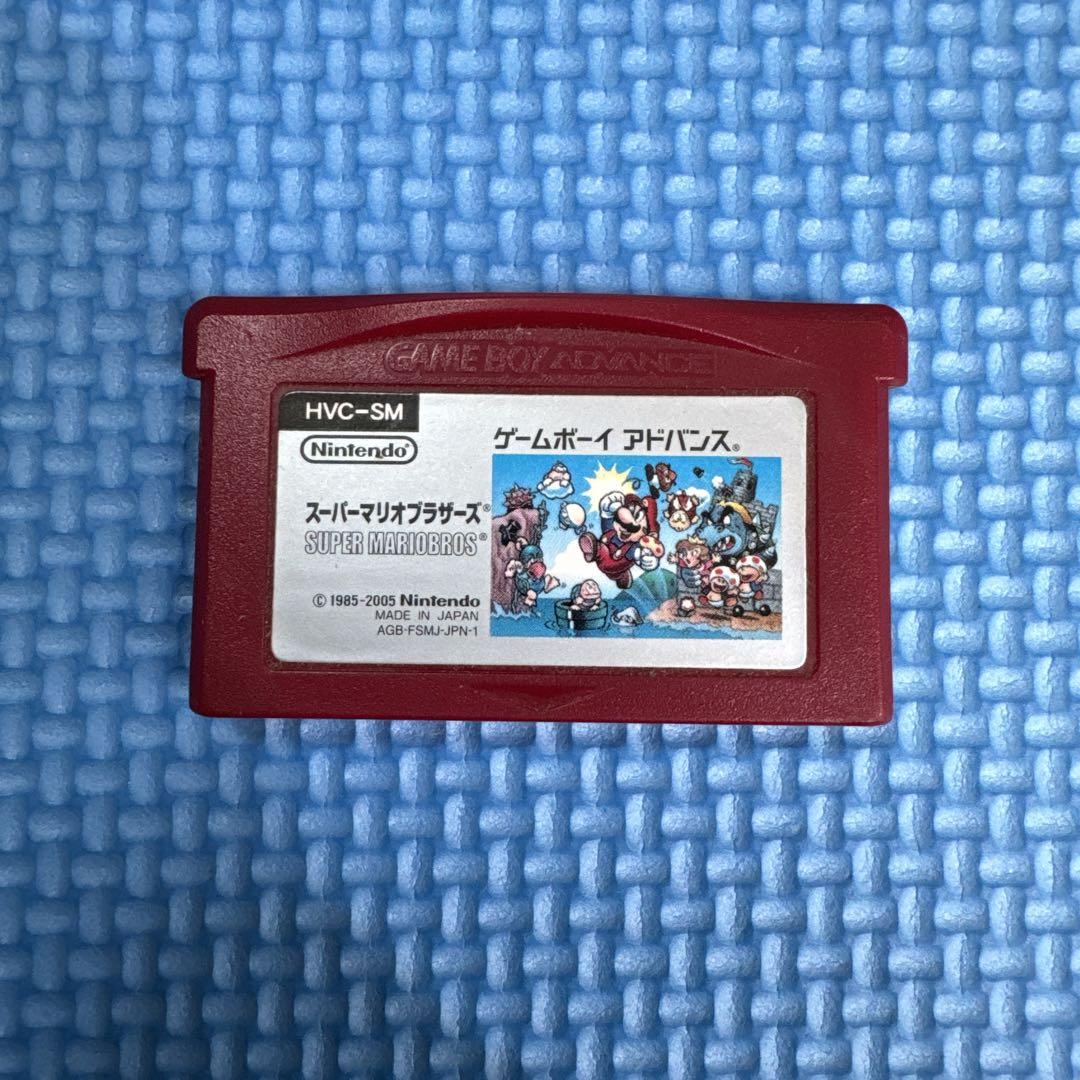 GAME BOY ADVANCE
HVC-SM
Nintendo®
ゲームボーイ アドバンス®
スーパーマリオブラザーズ®
SUPER MARIOBROS®
© 1985-2005 Nintendo
MADE IN JAPAN
AGB-FSMJ-JPN-1